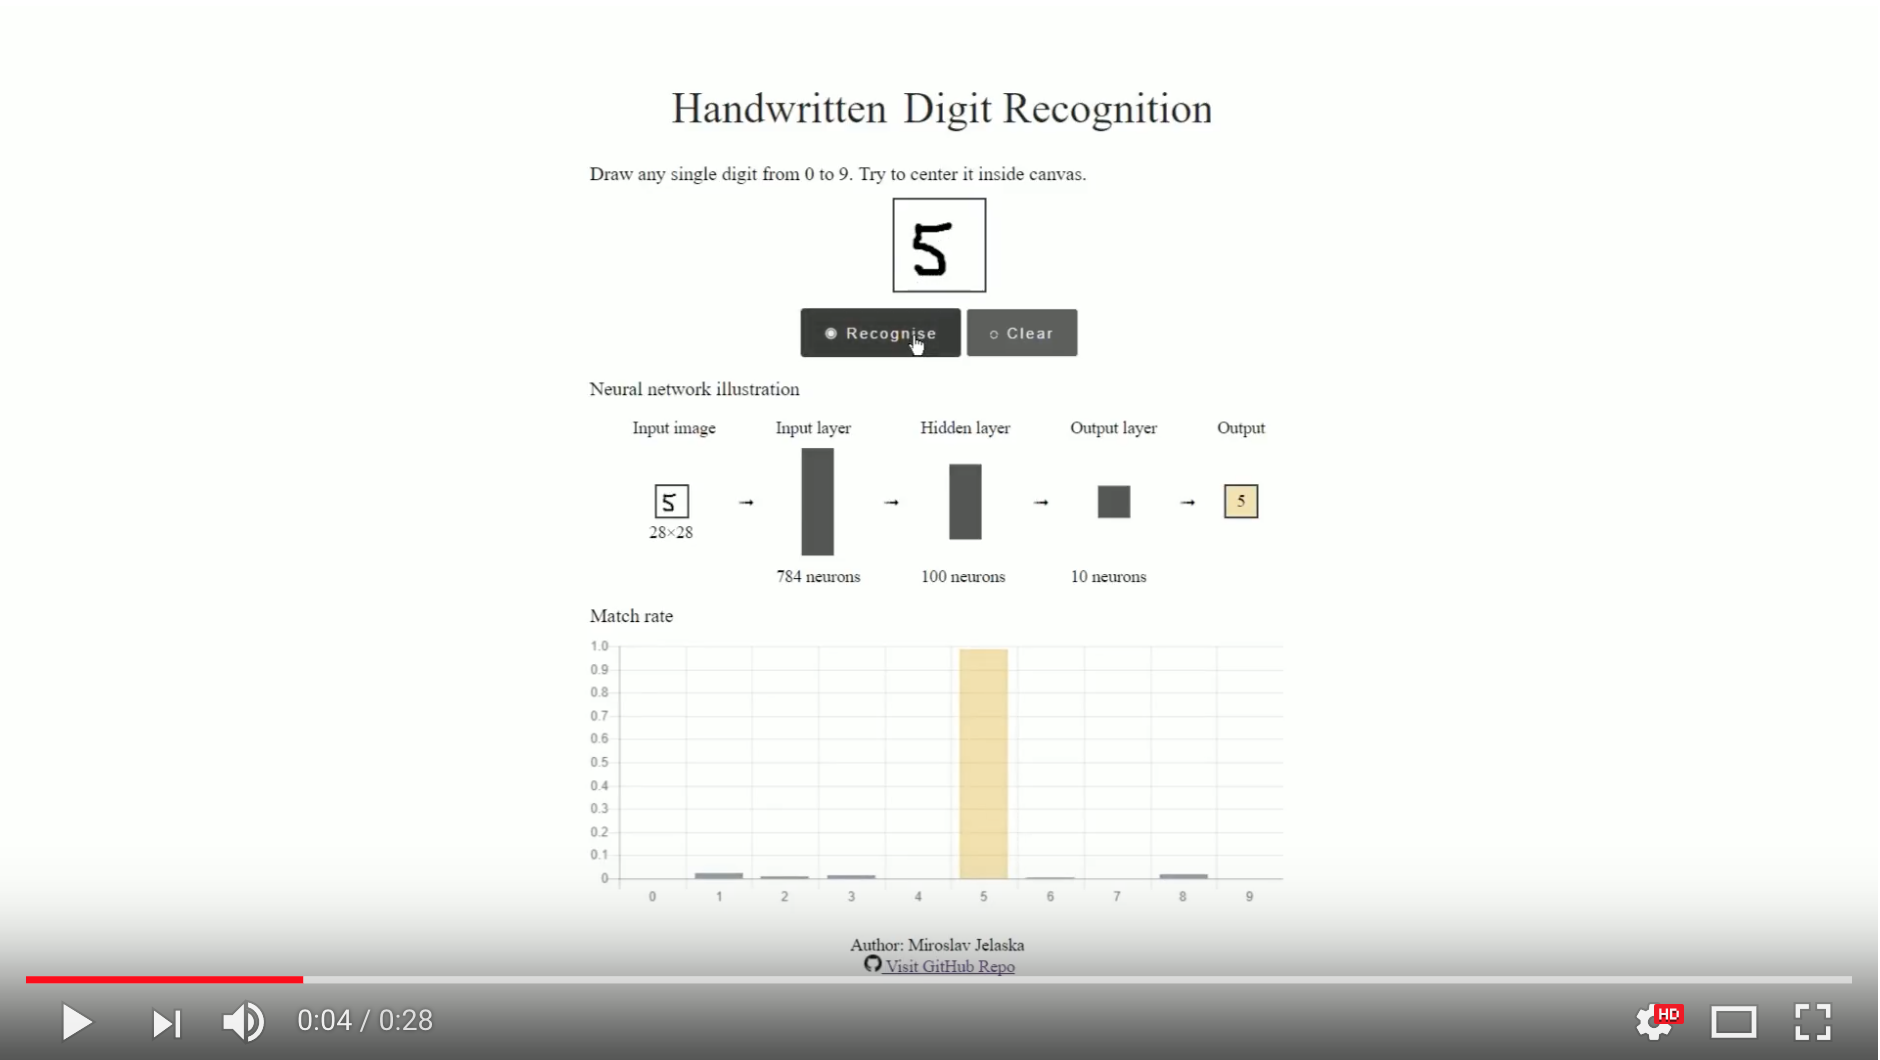 Handwritten Digit Recognition
Draw any single digit from 0 to 9. Try to center it inside canvas.
5
Recognise Clear
Neural network illustration
Input image Input layer Hidden layer Output layer Output
5 → → → → 5
28×28
784 neurons 100 neurons 10 neurons
Match rate
1.0
0.9
0.8
0.7
0.6
0.5
0.4
0.3
0.2
0.1
0
0 1 2 3 4 5 6 7 8 9
Author: Miroslav Jelaska
Visit GitHub Repo
0:04 / 0:28 HD